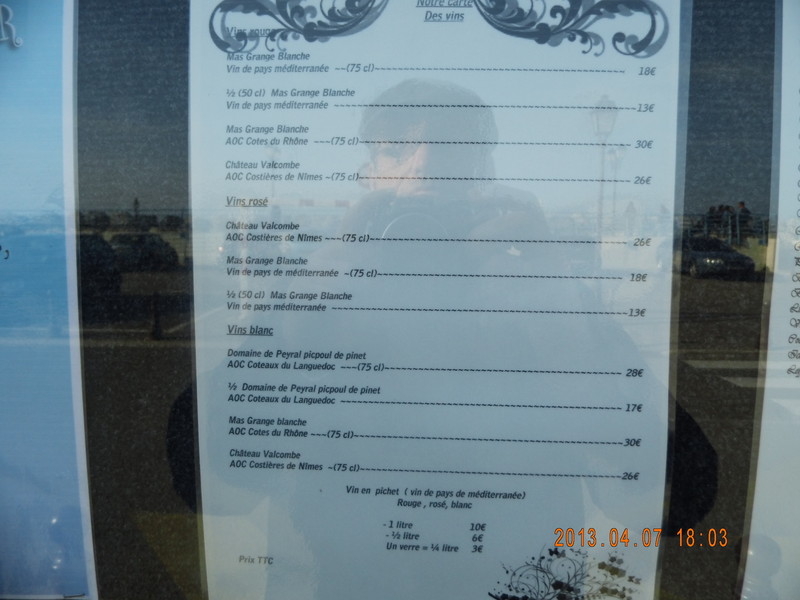 R
Notre carte
Des vins
Vins rouge
Mas Grange Blanche
Vin de pays méditerranée ---(75 cl)--- 18€
½ (50 cl) Mas Grange Blanche
Vin de pays méditerranée --- 13€
Mas Grange Blanche
AOC Cotes du Rhône ----(75 cl)--- 30€
Château Valcombe
AOC Costières de Nîmes -(75 cl)--- 26€
Vins rosé
Château Valcombe
AOC Costières de Nîmes ---(75 cl)--- 26€
Mas Grange Blanche
Vin de pays de méditerranée -(75 cl)--- 18€
½ (50 cl) Mas Grange Blanche
Vin de pays méditerranée --- 13€
Vins blanc
Domaine de Peyral picpoul de pinet
AOC Coteaux du Languedoc ----(75 cl)--- 28€
½ Domaine de Peyral picpoul de pinet
AOC Coteaux du Languedoc --- 17€
Mas Grange blanche
AOC Cotes du Rhône ----(75 cl)--- 30€
Château Valcombe
AOC Costières de Nîmes -(75 cl)--- 26€
Vin en pichet ( vin de pays de méditerranée)
Rouge , rosé, blanc
- 1 litre 10€
- ½ litre 6€
Un verre = ¼ litre 3€
Prix TTC
2013.04.07 18:03